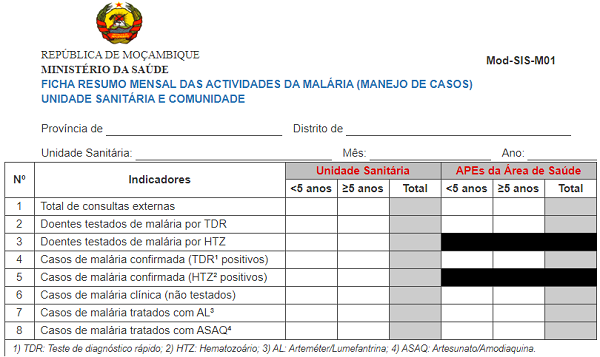 REPÚBLICA DE MOÇAMBIQUE
MINISTÉRIO DA SAÚDE
Mod-SIS-M01
FICHA RESUMO MENSAL DAS ACTIVIDADES DA MALÁRIA (MANEJO DE CASOS)
UNIDADE SANITÁRIA E COMUNIDADE
Província de Distrito de
Unidade Sanitária: Mês: Ano:
Nº Indicadores Unidade Sanitária APEs da Área de Saúde
<5 anos ≥5 anos Total <5 anos ≥5 anos Total
1 Total de consultas externas
2 Doentes testados de malária por TDR
3 Doentes testados de malária por HTZ
4 Casos de malária confirmada (TDR¹ positivos)
5 Casos de malária confirmada (HTZ² positivos)
6 Casos de malária clínica (não testados)
7 Casos de malária tratados com AL³
8 Casos de malária tratados com ASAQ⁴
1) TDR: Teste de diagnóstico rápido; 2) HTZ: Hematozoário; 3) AL: Arteméter/Lumefantrina; 4) ASAQ: Artesunato/Amodiaquina.